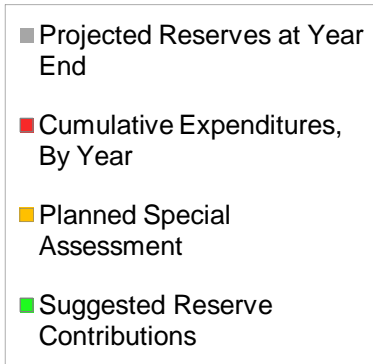 Projected Reserves at Year
End
Cumulative Expenditures,
By Year
Planned Special
Assessment
Suggested Reserve
Contributions